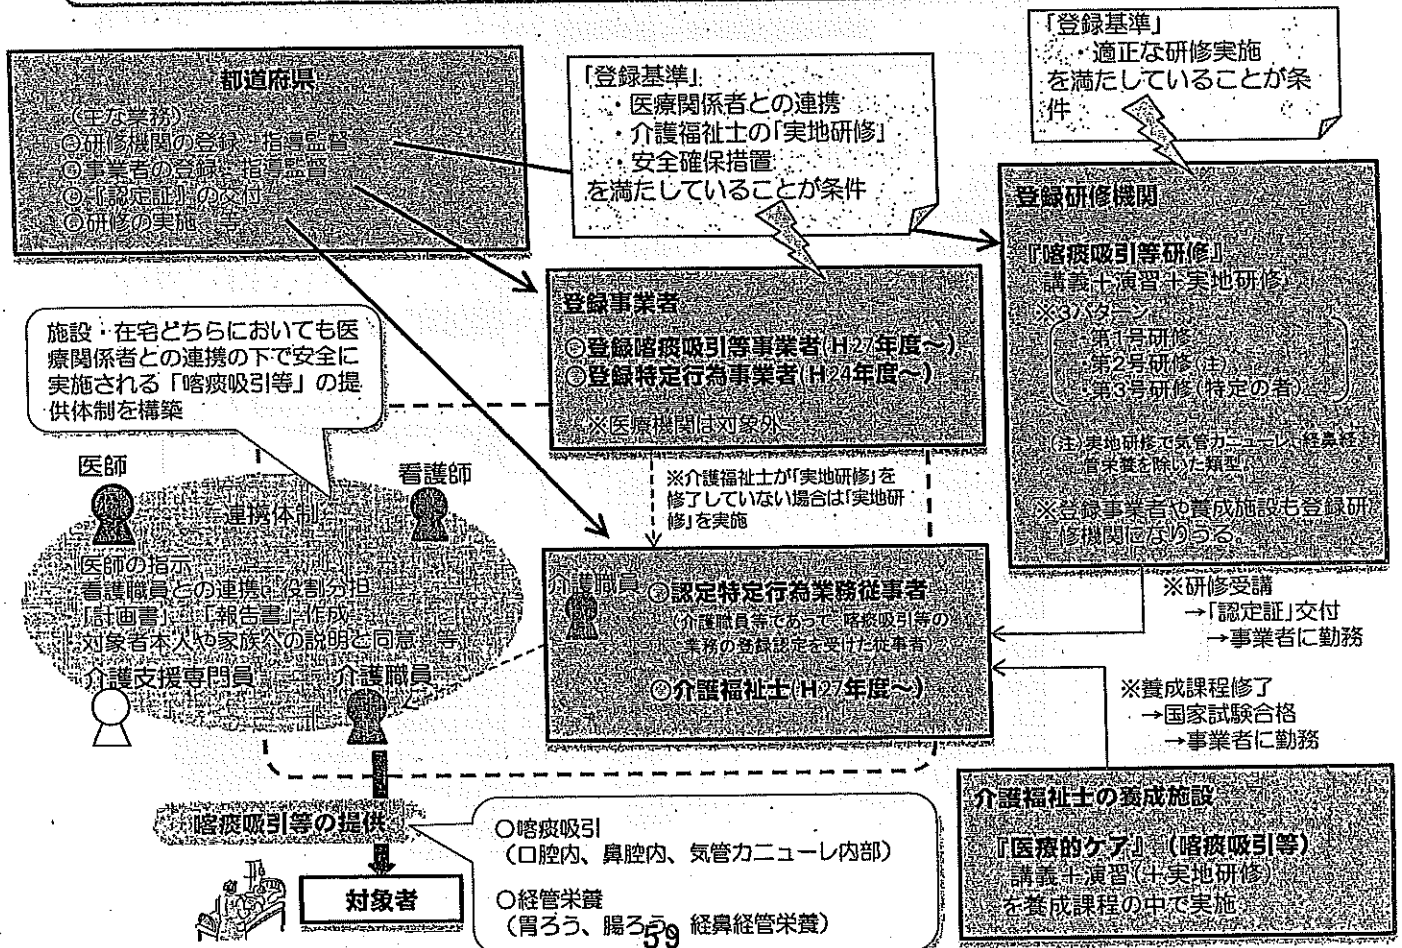 都道府県
(主な業務)
○研修機関の登録、指導監督
○事業者の登録、指導監督
○「認定証」の交付
○研修の実施 等
「登録基準」
・医療関係者との連携
・介護福祉士の「実地研修」
・安全確保措置
を満たしていることが条件
「登録基準」
・適正な研修実施
を満たしていることが条
件
登録研修機関
『喀痰吸引等研修』
講義+演習+実地研修
※3パターン
第1号研修
第2号研修(注)
第3号研修(特定の者)
(注)実地研修で気管カニューレ、経鼻経
管栄養を除いた類型
※登録事業者や養成施設も登録研
修機関になりうる
登録事業者
○登録喀痰吸引等事業者(H27年度～)
○登録特定行為事業者(H24年度～)
※医療機関は対象外
施設・在宅どちらにおいても医
療関係者との連携の下で安全に
実施される「喀痰吸引等」の提
供体制を構築
※介護福祉士が「実地研修」を
修了していない場合は「実地研
修」を実施
医師
看護師
連携体制
医師の指示
看護職員との連携、役割分担
「計画書」、「報告書」作成
対象者本人や家族への説明と同意 等
介護支援専門員
介護職員
介護職員
○認定特定行為業務従事者
(介護職員等であって、喀痰吸引等の
業務の登録認定を受けた従事者)
○介護福祉士(H27年度～)
※研修受講
→「認定証」交付
→事業者に勤務
※養成課程修了
→国家試験合格
→事業者に勤務
介護福祉士の養成施設
『医療的ケア』(喀痰吸引等)
講義+演習(+実地研修)
を養成課程の中で実施
喀痰吸引等の提供
対象者
○喀痰吸引
(口腔内、鼻腔内、気管カニューレ内部)
○経管栄養
(胃ろう、腸ろう、経鼻経管栄養)
59